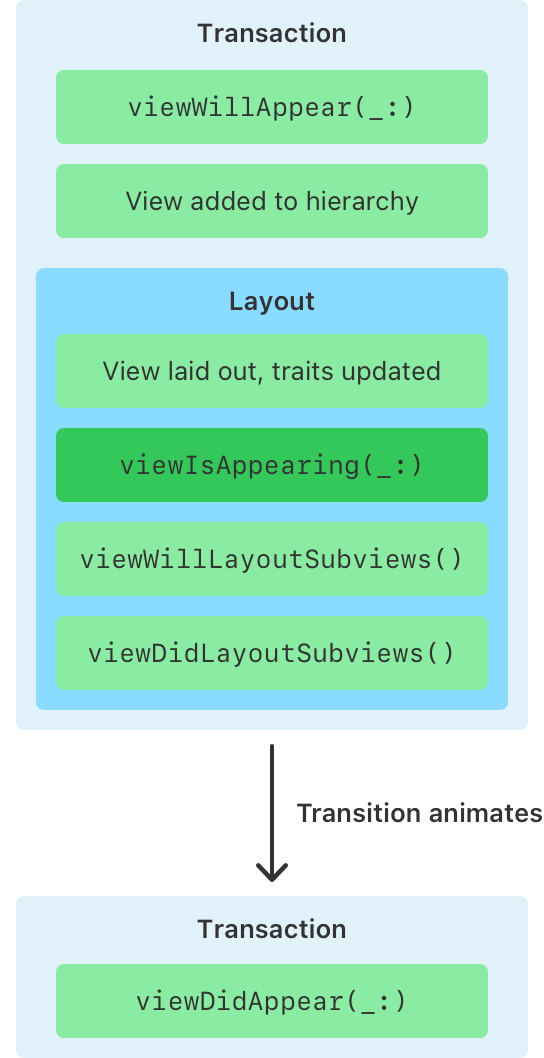 Transaction
viewWillAppear(_:)
View added to hierarchy
Layout
View laid out, traits updated
viewIsAppearing(_:)
viewWillLayoutSubviews()
viewDidLayoutSubviews()
Transition animates
Transaction
viewDidAppear(_:)